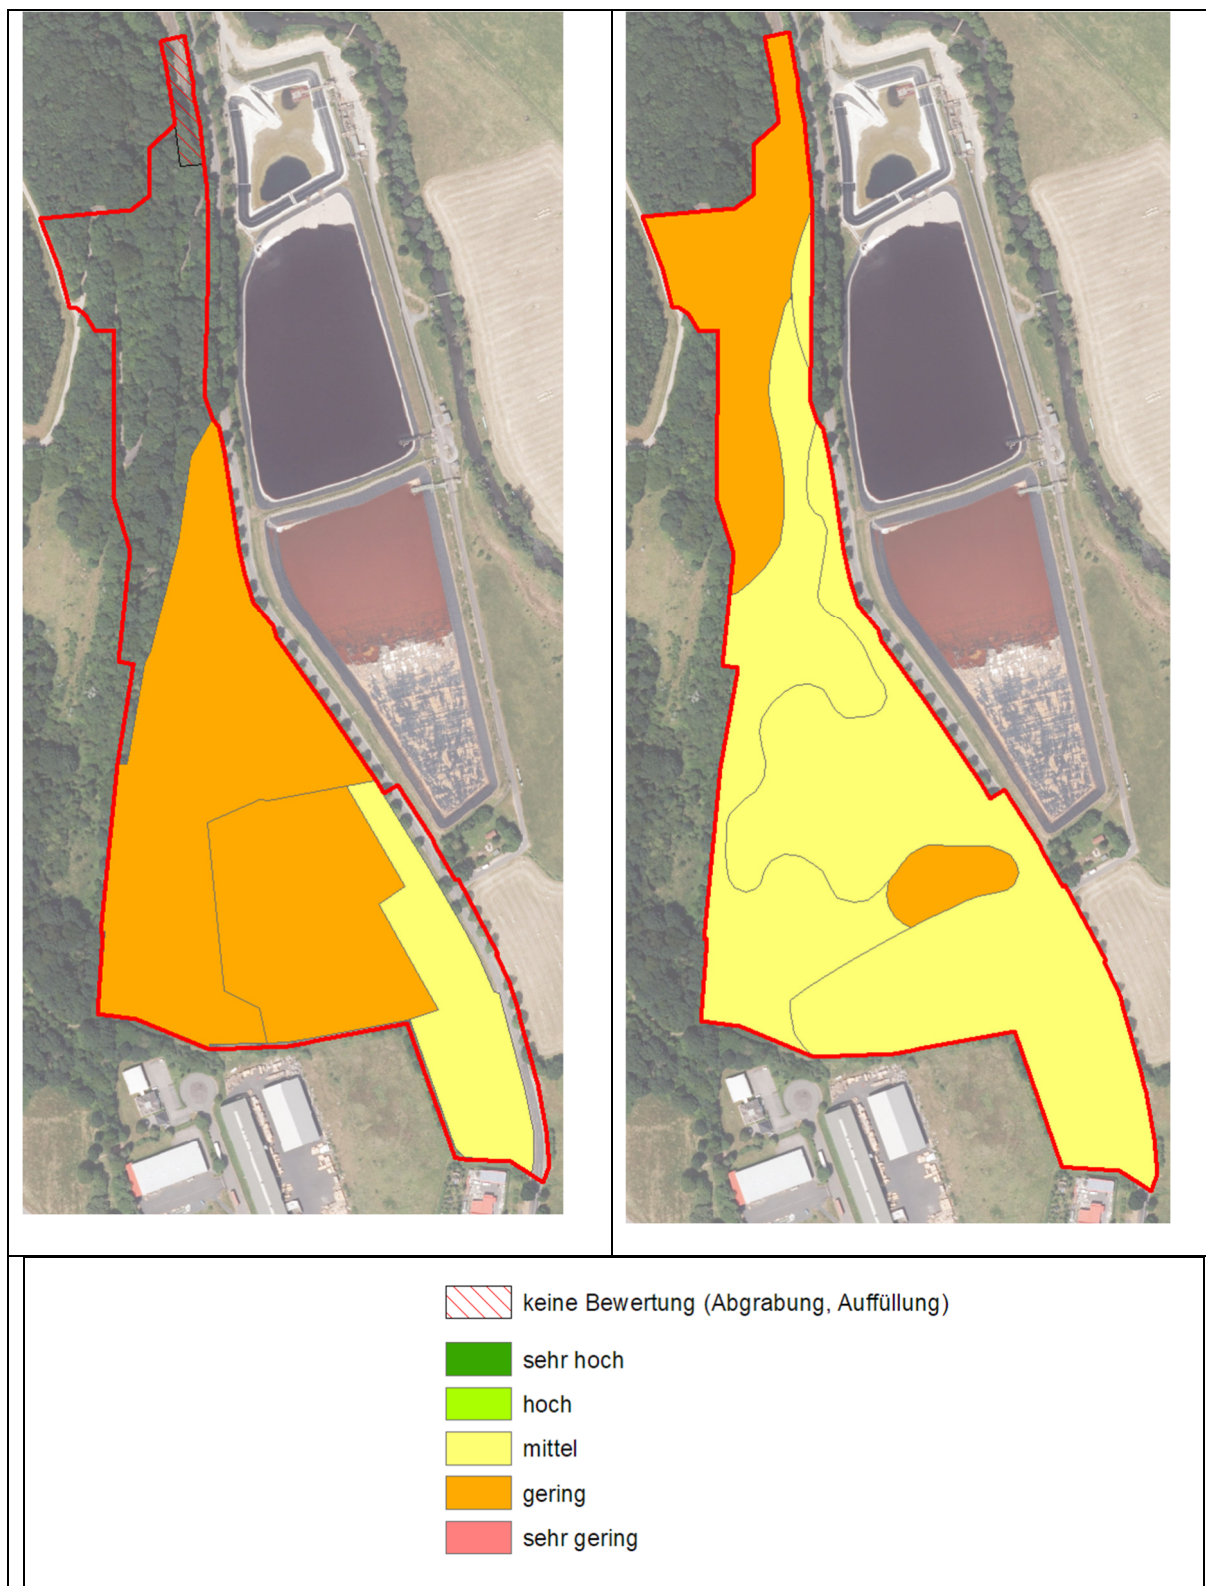 keine Bewertung (Abgrabung, Auffüllung)
sehr hoch
hoch
mittel
gering
sehr gering